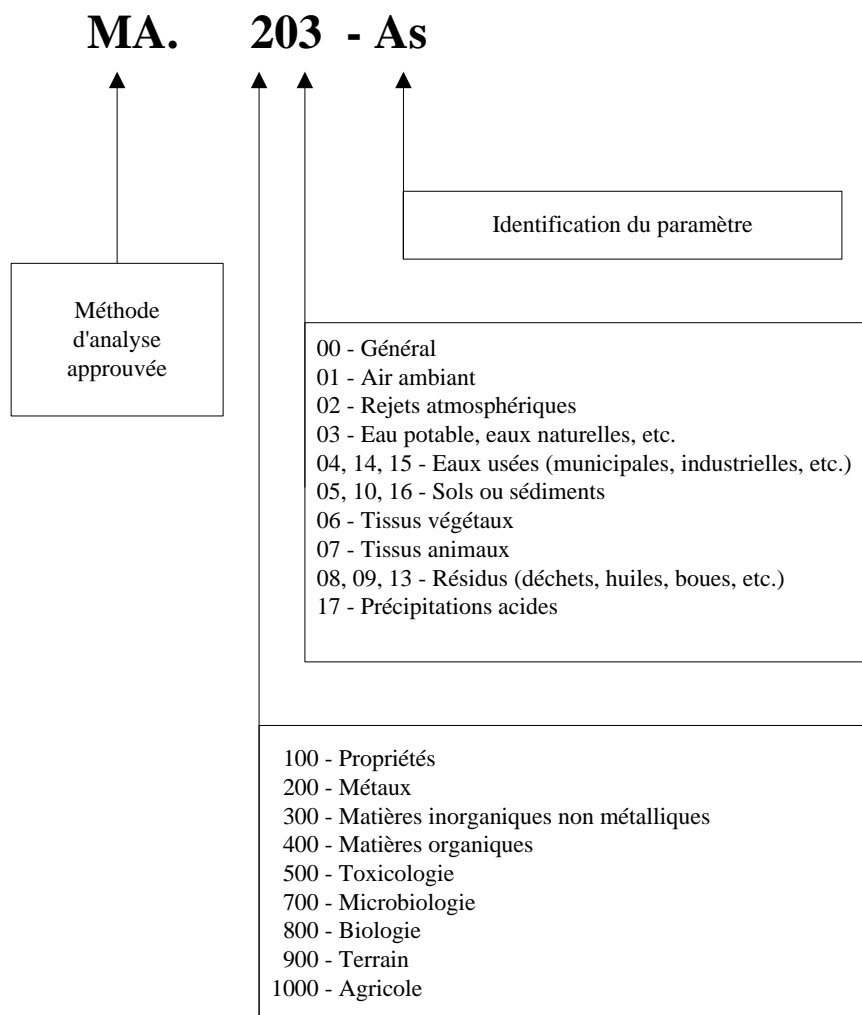 MA. 203 - As
Identification du paramètre
Méthode
d'analyse
approuvée
00 - Général
01 - Air ambiant
02 - Rejets atmosphériques
03 - Eau potable, eaux naturelles, etc.
04, 14, 15 - Eaux usées (municipales, industrielles, etc.)
05, 10, 16 - Sols ou sédiments
06 - Tissus végétaux
07 - Tissus animaux
08, 09, 13 - Résidus (déchets, huiles, boues, etc.)
17 - Précipitations acides
100 - Propriétés
200 - Métaux
300 - Matières inorganiques non métalliques
400 - Matières organiques
500 - Toxicologie
700 - Microbiologie
800 - Biologie
900 - Terrain
1000 - Agricole